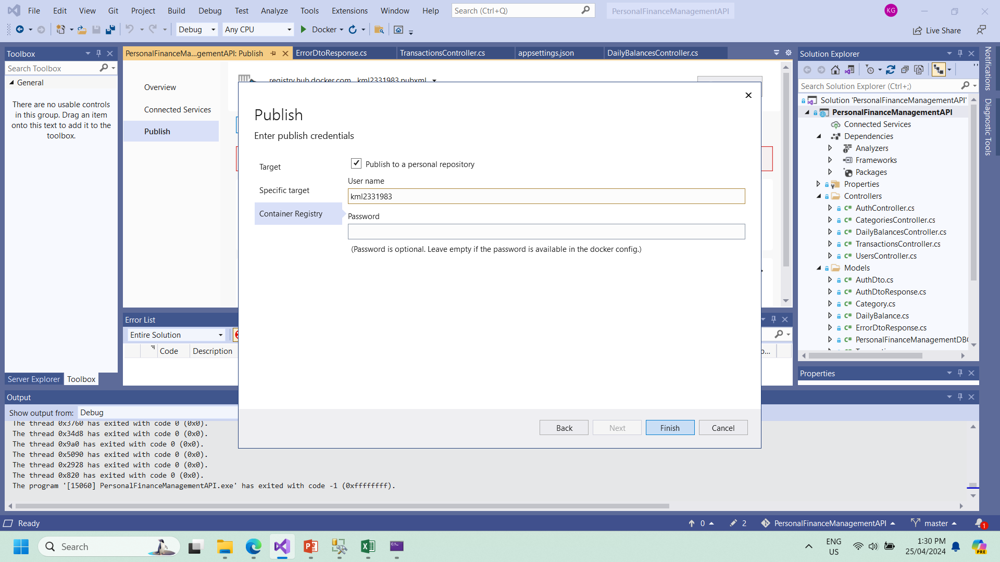 File Edit View Git Project Build Debug Test Analyze Tools Extensions Window Help Search (Ctrl+Q) PersonalFinanceManagementAPI KG
Debug Any CPU Docker Live Share
Toolbox
Search Toolbox
General
There are no usable controls
in this group. Drag an item
onto this text to add it to the
toolbox.
Server Explorer Toolbox
PersonalFinanceMa...gementAPI: Publish ErrorDtoResponse.cs TransactionsController.cs appsettings.json DailyBalancesController.cs
Overview
Connected Services
Publish
registry.hub.docker.com_ kml2331983.pubxml
Publish
Enter publish credentials
Target
Specific target
Container Registry
Publish to a personal repository
User name
kml2331983
Password
(Password is optional. Leave empty if the password is available in the docker config.)
Back Next Finish Cancel
Error List
Entire Solution
Code Description
Solution Explorer
Search Solution Explorer (Ctrl+;)
Solution 'PersonalFinanceManagementAPI'
PersonalFinanceManagementAPI
Connected Services
Dependencies
Analyzers
Frameworks
Packages
Properties
Controllers
AuthController.cs
CategoriesController.cs
DailyBalancesController.cs
TransactionsController.cs
UsersController.cs
Models
AuthDto.cs
AuthDtoResponse.cs
Category.cs
DailyBalance.cs
ErrorDtoResponse.cs
PersonalFinanceManagementDBC
Properties
Notifications
Diagnostic Tools
Output
Show output from: Debug
The thread 0x3760 has exited with code 0 (0x0).
The thread 0x34d8 has exited with code 0 (0x0).
The thread 0x9a0 has exited with code 0 (0x0).
The thread 0x5090 has exited with code 0 (0x0).
The thread 0x2928 has exited with code 0 (0x0).
The thread 0x820 has exited with code 0 (0x0).
The program '[15060] PersonalFinanceManagementAPI.exe' has exited with code -1 (0xffffffff).
Ready 0 2 PersonalFinanceManagementAPI master 1
Search
ENG
US
1:30 PM
25/04/2024
PRE